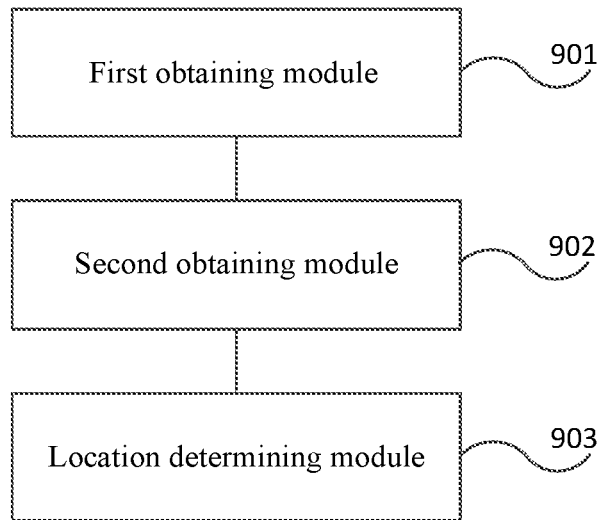 First obtaining module
901
Second obtaining module
902
Location determining module
903